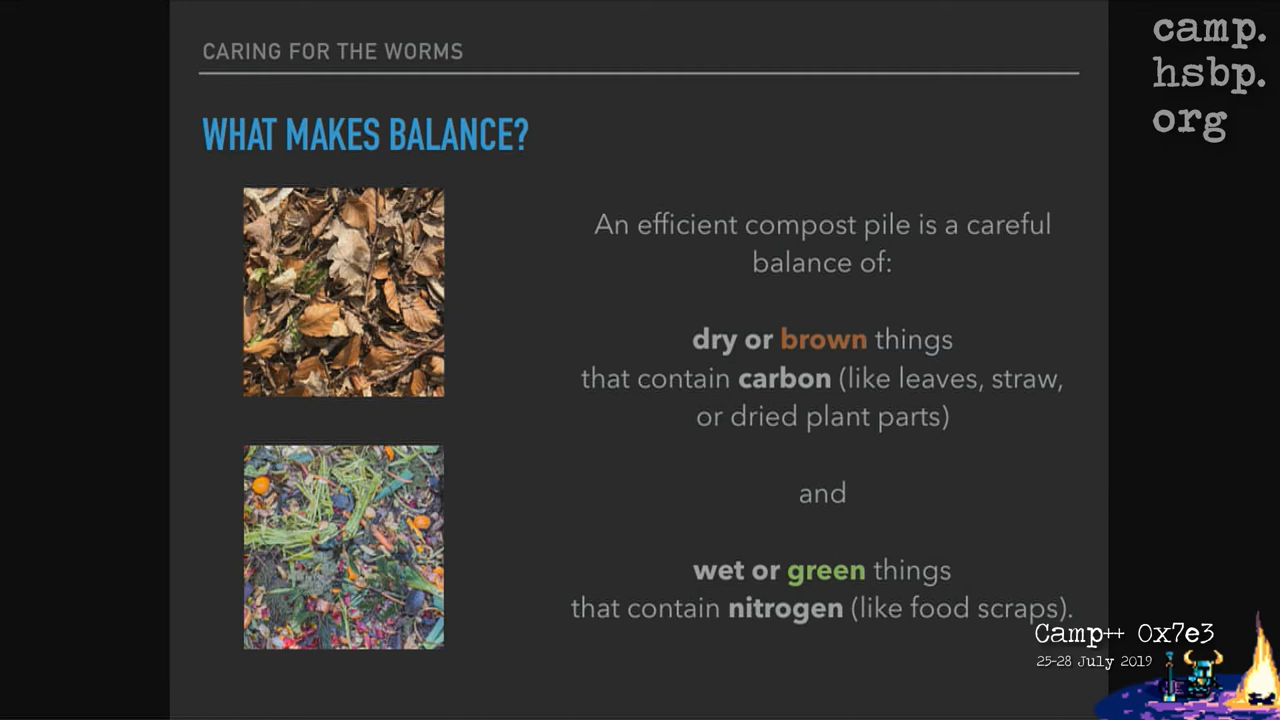 CARING FOR THE WORMS
WHAT MAKES BALANCE?
An efficient compost pile is a careful
balance of:
dry or brown things
that contain carbon (like leaves, straw,
or dried plant parts)
and
wet or green things
that contain nitrogen (like food scraps).
camp.
hsbp.
org
Camp++ 0x7e3
25-28 July 2019